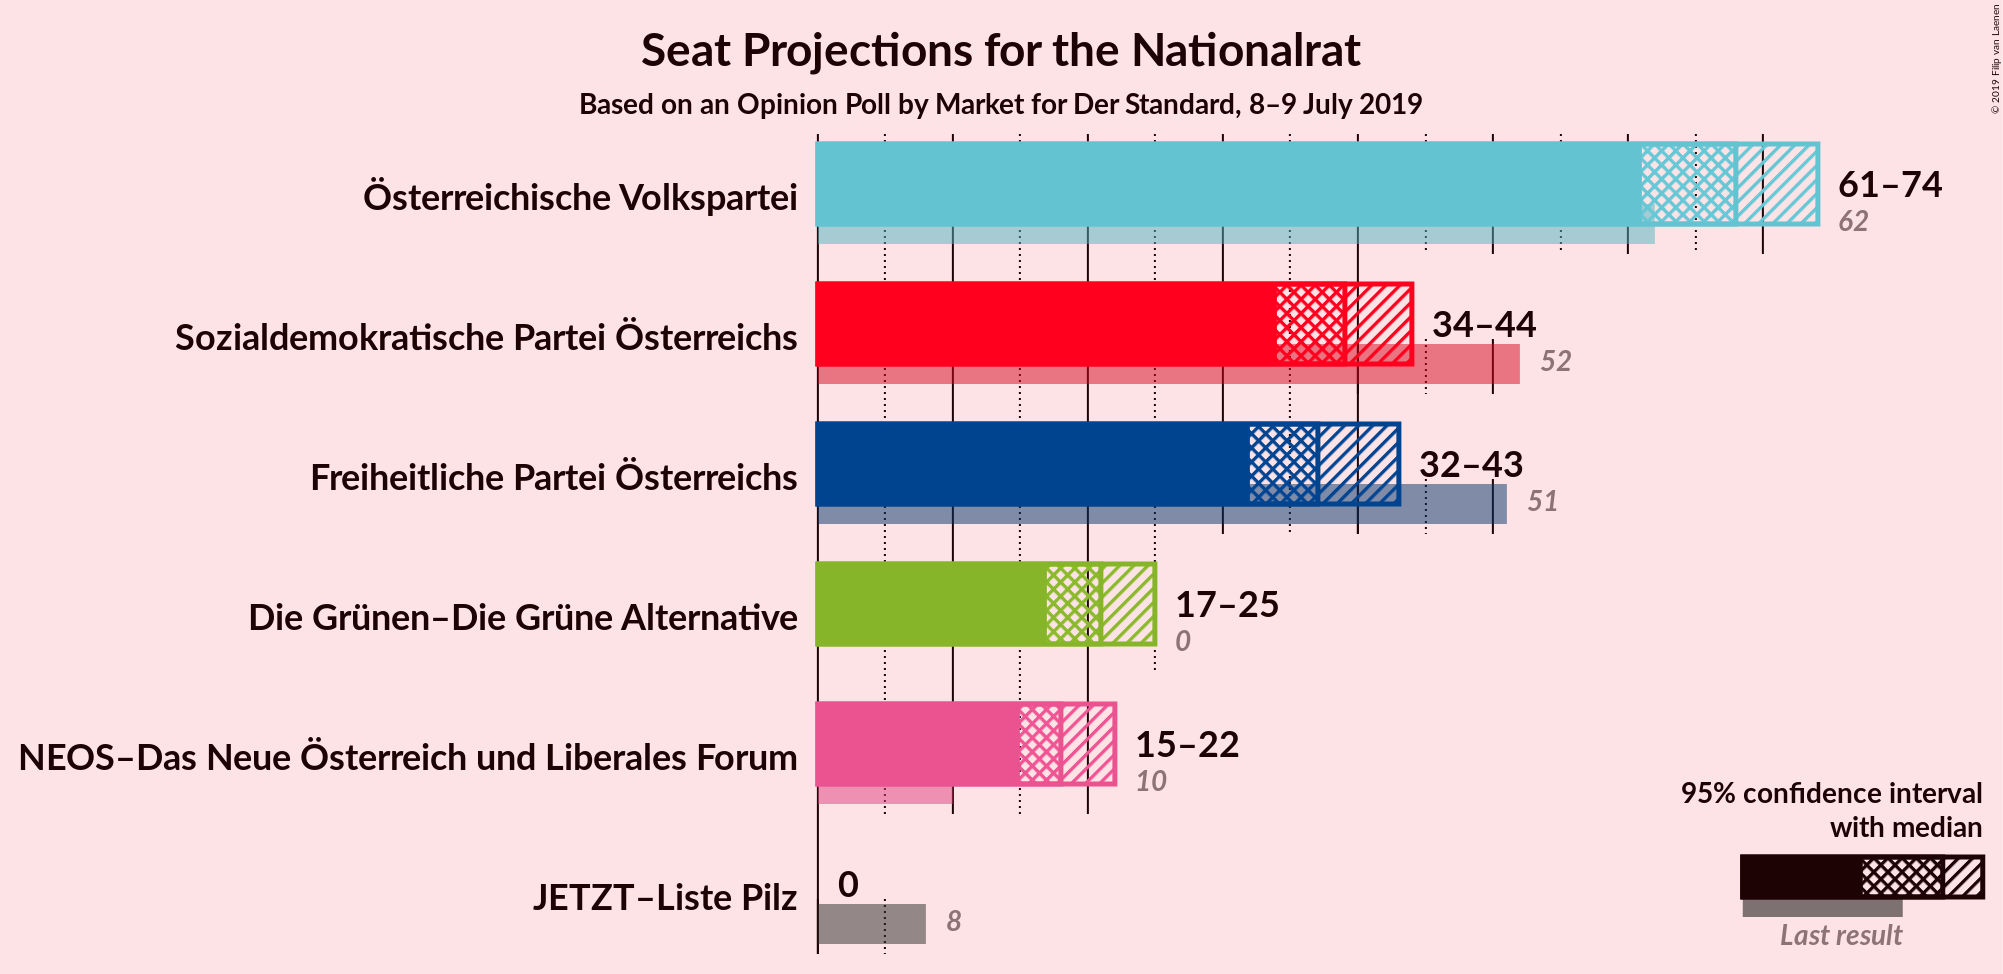 Seat Projections for the Nationalrat
Based on an Opinion Poll by Market for Der Standard, 8–9 July 2019
© 2019 Filip van Laenen
Österreichische Volkspartei
61–74
62
Sozialdemokratische Partei Österreichs
34–44
52
Freiheitliche Partei Österreichs
32–43
51
Die Grünen–Die Grüne Alternative
17–25
0
NEOS–Das Neue Österreich und Liberales Forum
15–22
10
JETZT–Liste Pilz
0
8
95% confidence interval
with median
Last result